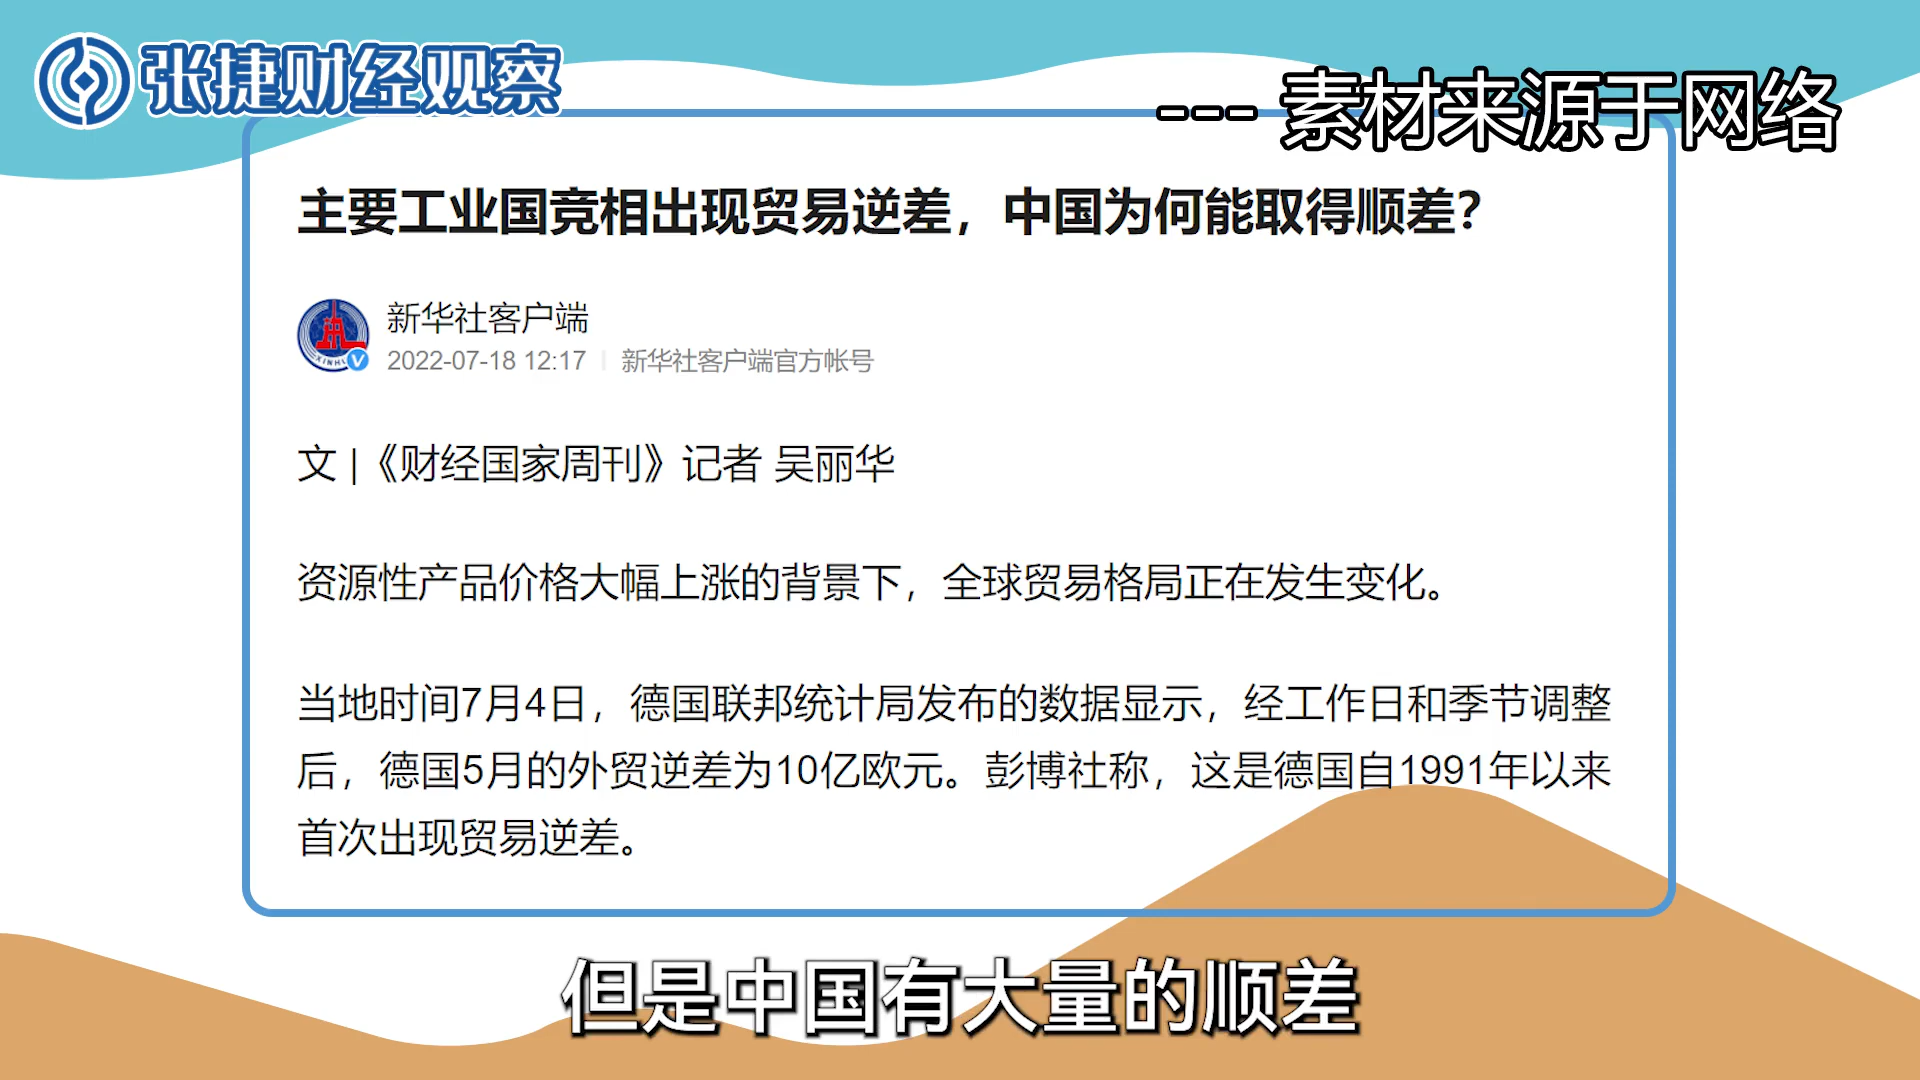 张捷财经观察
--- 素材来源于网络
主要工业国竞相出现贸易逆差，中国为何能取得顺差？
新华社客户端
2022-07-18 12:17 | 新华社客户端官方帐号
文 |《财经国家周刊》记者 吴丽华
资源性产品价格大幅上涨的背景下，全球贸易格局正在发生变化。
当地时间7月4日，德国联邦统计局发布的数据显示，经工作日和季节调整
后，德国5月的外贸逆差为10亿欧元。彭博社称，这是德国自1991年以来
首次出现贸易逆差。
但是中国有大量的顺差